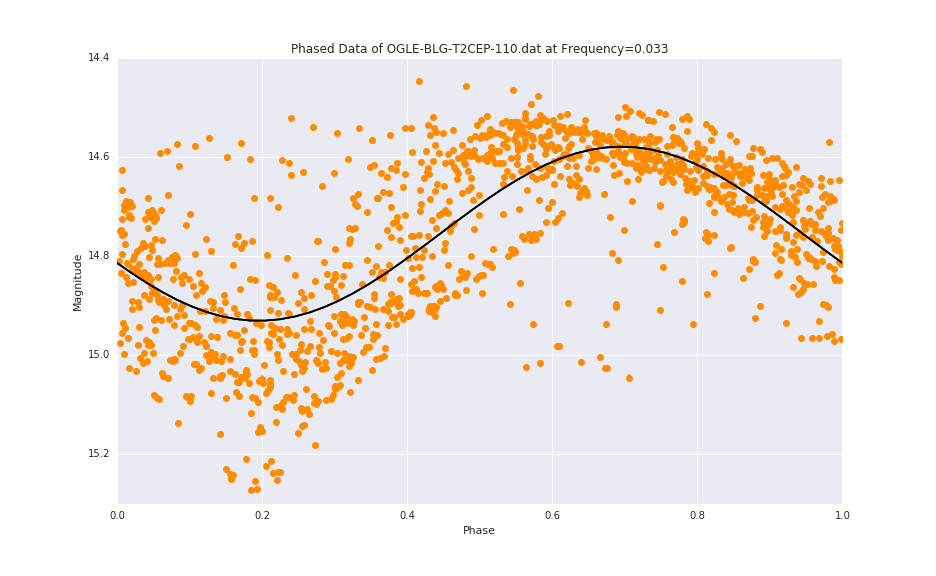 Phased Data of OGLE-BLG-T2CEP-110.dat at Frequency=0.033
14.4
14.6
14.8
15.0
15.2
Magnitude
0.0 0.2 0.4 0.6 0.8 1.0
Phase